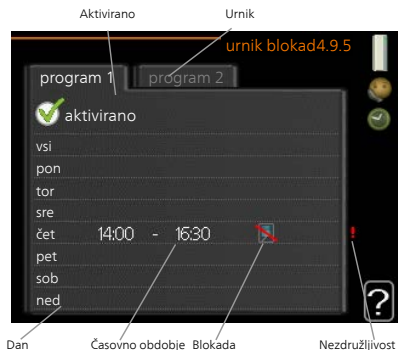 Aktivirano Urnik
urnik blokad4.9.5
program 1 program 2
aktivirano
vsi
pon
tor
sre
čet 14:00 - 16:30 !
pet
sob
ned
?
Dan Časovno obdobje Blokada Nezdružljivost